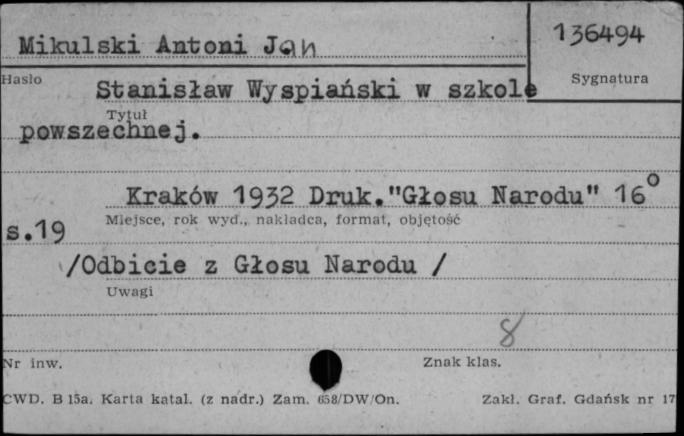 Mikulski Antoni Jan
136494
Hasło
Sygnatura
Stanisław Wyspiański w szkole
Tytuł
powszechnej.
Kraków 1932 Druk."Głosu Narodu" 16°
Miejsce, rok wyd., nakładca, format, objętość
s.19
/Odbicie z Głosu Narodu /
Uwagi
8
Nr inw.
Znak klas.
CWD. B 15a. Karta katal. (z nadr.) Zam. 658/DW/On.
Zakł. Graf. Gdańsk nr 17